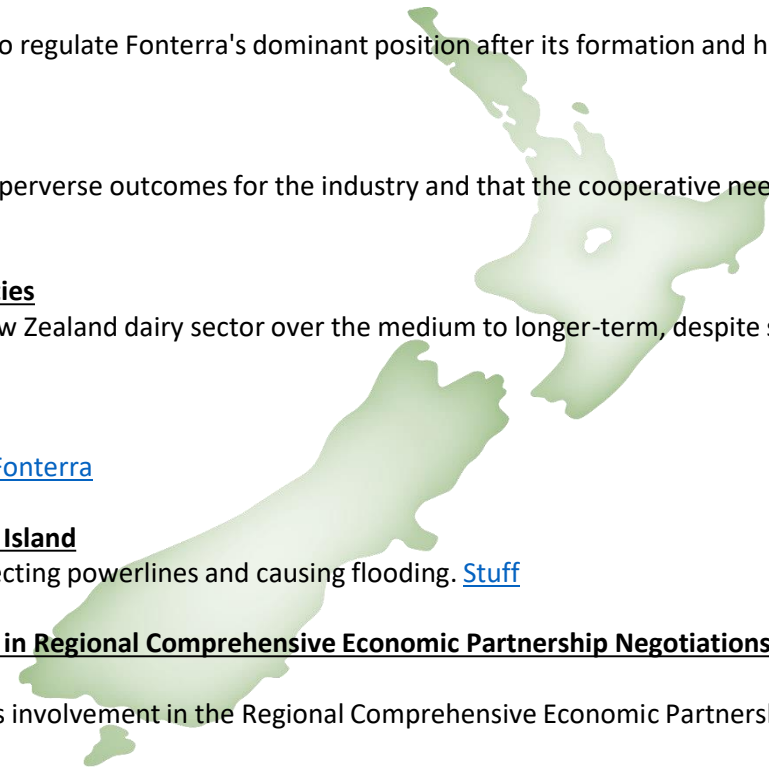 o regulate Fonterra's dominant position after its formation and h
perverse outcomes for the industry and that the cooperative nee
ties
w Zealand dairy sector over the medium to longer-term, despite s
Fonterra
Island
ecting powerlines and causing flooding. Stuff
in Regional Comprehensive Economic Partnership Negotiations
s involvement in the Regional Comprehensive Economic Partnersh